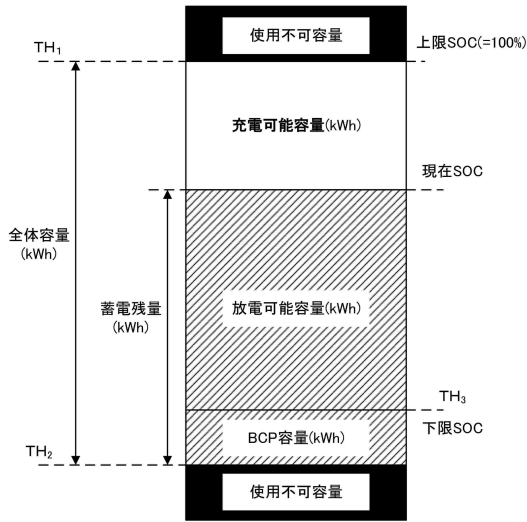 使用不可容量
TH₁
上限SOC(=100%)
充電可能容量(kWh)
現在SOC
全体容量
(kWh)
蓄電残量
(kWh)
放電可能容量(kWh)
TH₃
下限SOC
BCP容量(kWh)
TH₂
使用不可容量